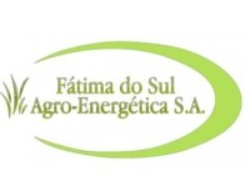 Fátima do Sul
Agro-Energética S.A.